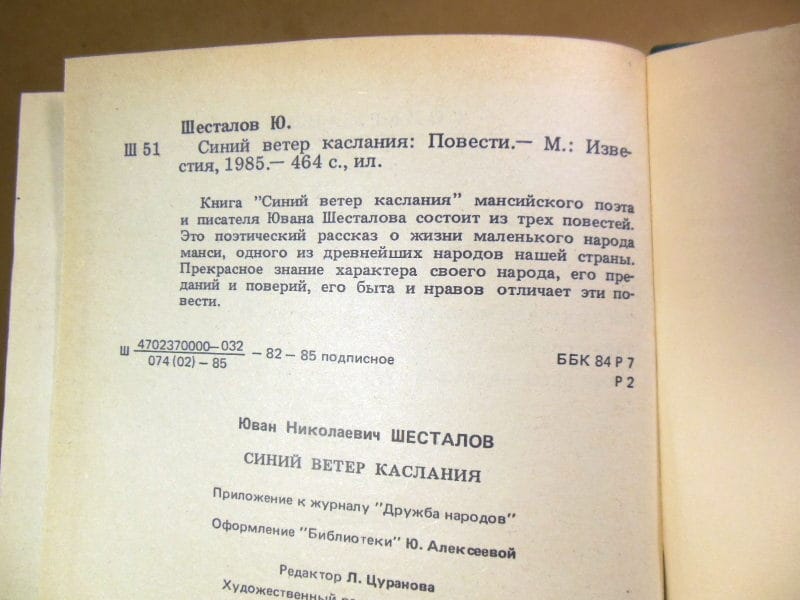 Шесталов Ю.
Ш 51 Синий ветер каслания: Повести.— М.: Изве-
стия, 1985.— 464 с., ил.
Книга "Синий ветер каслания" мансийского поэта
и писателя Ювана Шесталова состоит из трех повестей.
Это поэтический рассказ о жизни маленького народа
манси, одного из древнейших народов нашей страны.
Прекрасное знание характера своего народа, его пре-
даний и поверий, его быта и нравов отличает эти по-
вести.
Ш 4702370000—032
074 (02) — 85
— 82 — 85 подписное
ББК 84 Р 7
Р 2
Юван Николаевич ШЕСТАЛОВ
СИНИЙ ВЕТЕР КАСЛАНИЯ
Приложение к журналу "Дружба народов"
Оформление "Библиотеки" Ю. Алексеевой
Редактор Л. Цуранова
Художественный